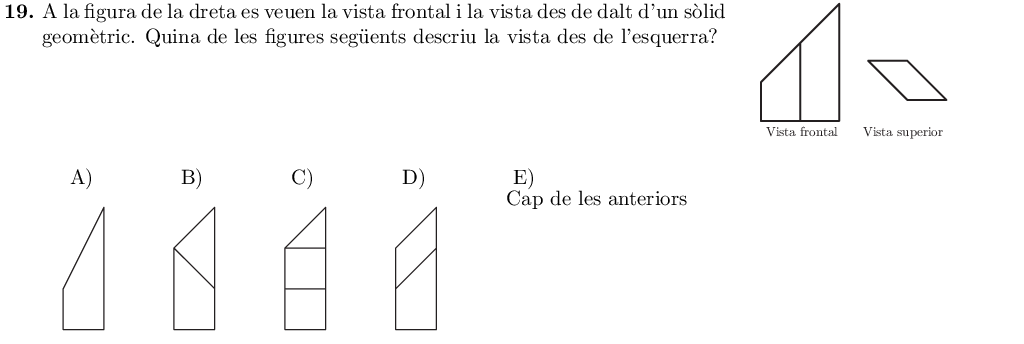 19. A la figura de la dreta es veuen la vista frontal i la vista des de dalt d'un sòlid
geomètric. Quina de les figures següents descriu la vista des de l'esquerra?
Vista frontal
Vista superior
A)
B)
C)
D)
E)
Cap de les anteriors